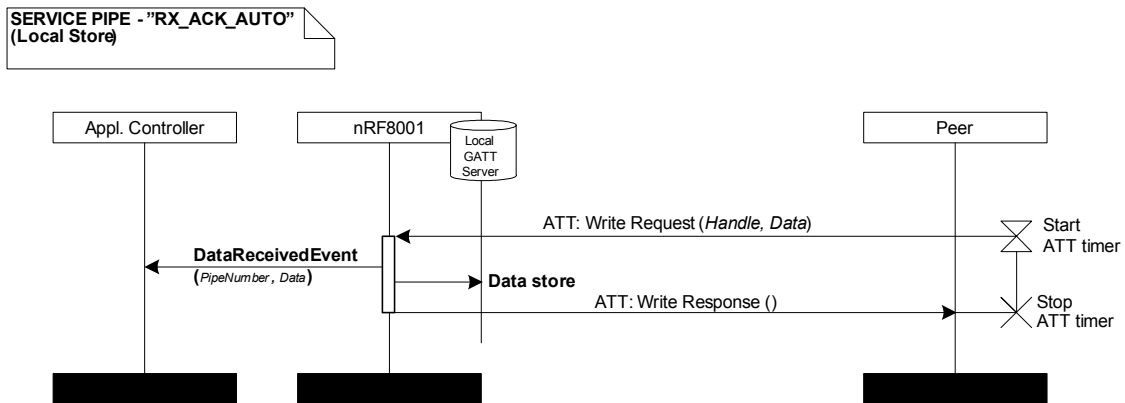 SERVICE PIPE - ”RX_ACK_AUTO”
(Local Store)
Appl. Controller
nRF8001
Local
GATT
Server
Peer
ATT: Write Request (Handle, Data)
Start
ATT timer
DataReceivedEvent
(PipeNumber, Data)
Data store
ATT: Write Response ()
Stop
ATT timer